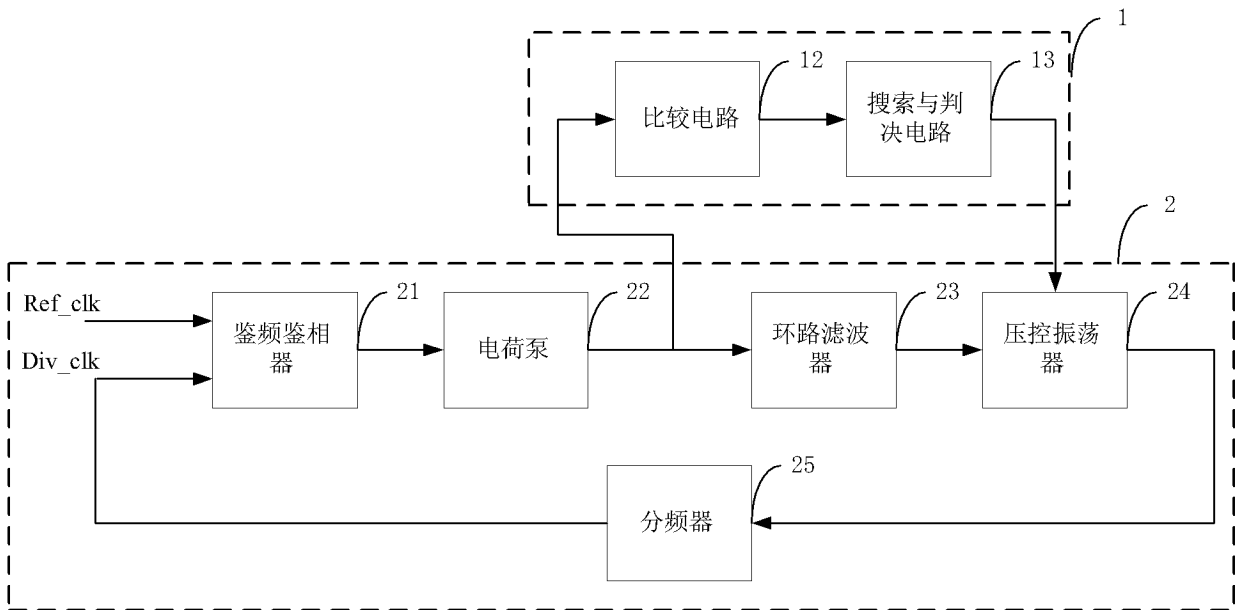 1
12
13
比较电路
搜索与判
决电路
2
Ref_clk
21
22
23
24
鉴频鉴相
器
电荷泵
环路滤波
器
压控振荡
器
Div_clk
25
分频器